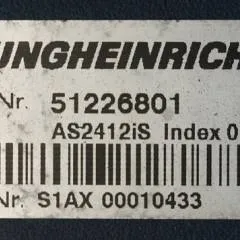 UNGHEINRICH
Nr. 51226801
AS2412iS Index 0
Nr. S1AX 00010433